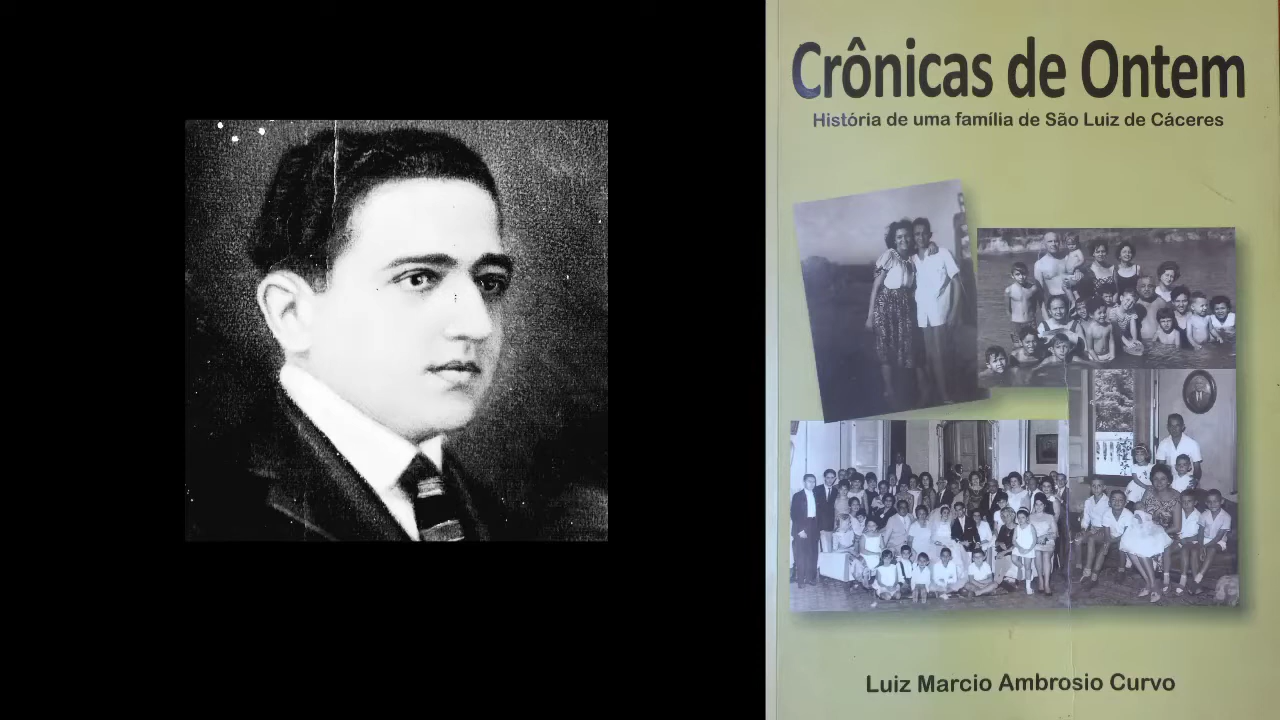 Crônicas de Ontem
História de uma família de São Luiz de Cáceres
Luiz Marcio Ambrosio Curvo